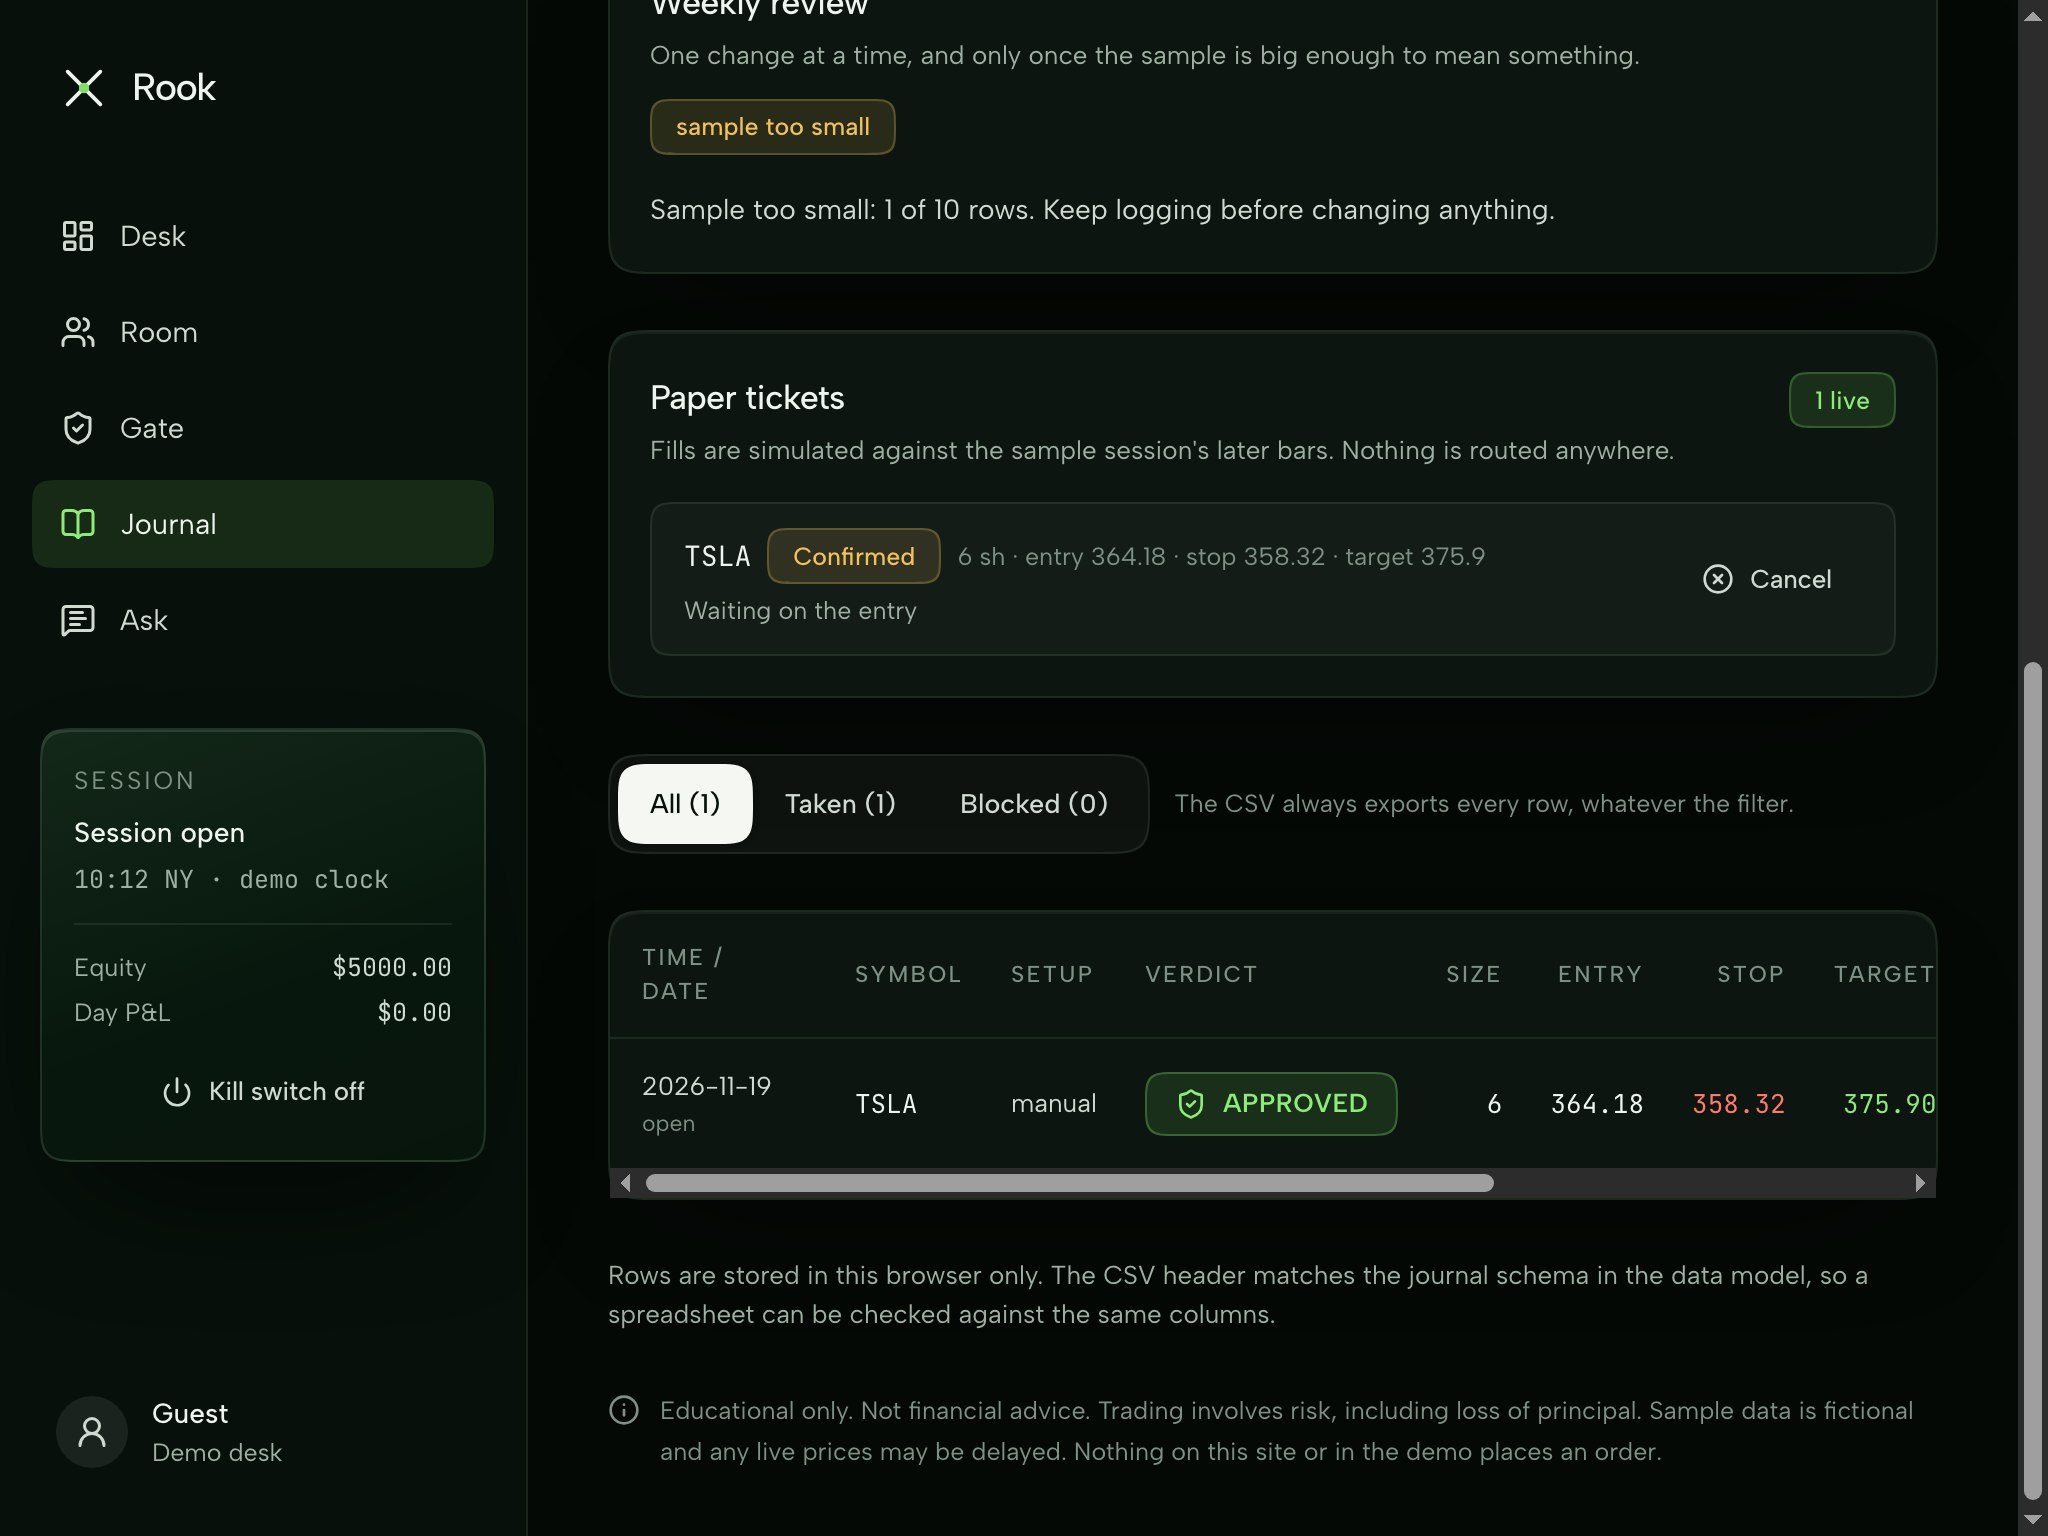 Rook
Desk
Room
Gate
Journal
Ask
SESSION
Session open
10:12 NY · demo clock
Equity $5000.00
Day P&L $0.00
Kill switch off
Guest
Demo desk
Weekly review
One change at a time, and only once the sample is big enough to mean something.
sample too small
Sample too small: 1 of 10 rows. Keep logging before changing anything.
Paper tickets
1 live
Fills are simulated against the sample session's later bars. Nothing is routed anywhere.
TSLA Confirmed 6 sh · entry 364.18 · stop 358.32 · target 375.9
Waiting on the entry
Cancel
All (1) Taken (1) Blocked (0) The CSV always exports every row, whatever the filter.
TIME /
DATE SYMBOL SETUP VERDICT SIZE ENTRY STOP TARGET
2026-11-19
open
TSLA manual APPROVED 6 364.18 358.32 375.90
Rows are stored in this browser only. The CSV header matches the journal schema in the data model, so a
spreadsheet can be checked against the same columns.
Educational only. Not financial advice. Trading involves risk, including loss of principal. Sample data is fictional
and any live prices may be delayed. Nothing on this site or in the demo places an order.